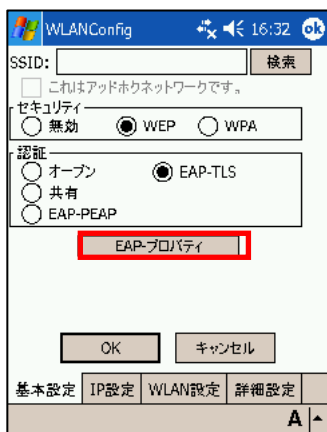 WLANConfig 16:32 ok
SSID: 検索
これはアッドホクネットワークです。
セキュリティ
無効 WEP WPA
認証
オープン EAP-TLS
共有
EAP-PEAP
EAP-プロパティ
OK キャンセル
基本設定 IP設定 WLAN設定 詳細設定
A